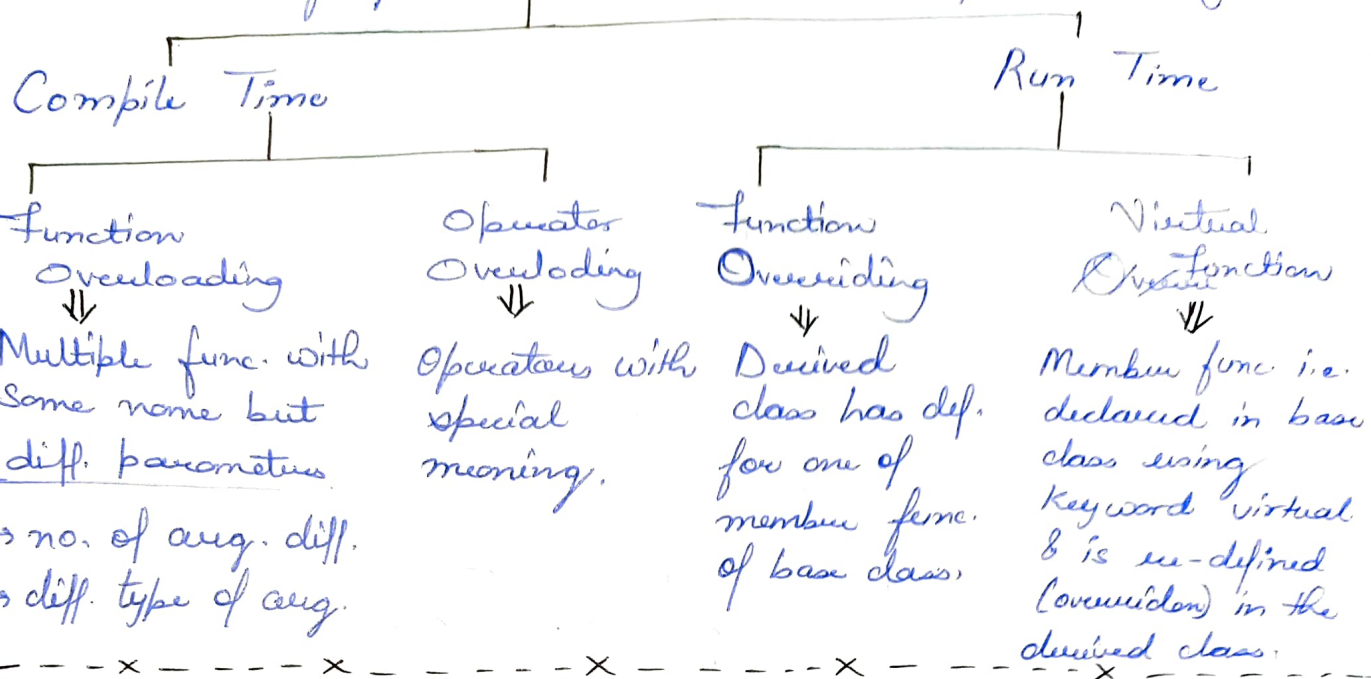 Compile Time
Run Time
Function
Overloading
Multiple func. with
Same name but
diff. parameters
→ no. of arg. diff.
→ diff. type of arg.
Operator
Overloding
Operators with
special
meaning.
Function
Overriding
Derived
class has def.
for one of
member func.
of base class.
Virtual
Function
Member func. i.e.
declared in base
class using
keyword virtual
& is re-defined
(overriden) in the
derived class.